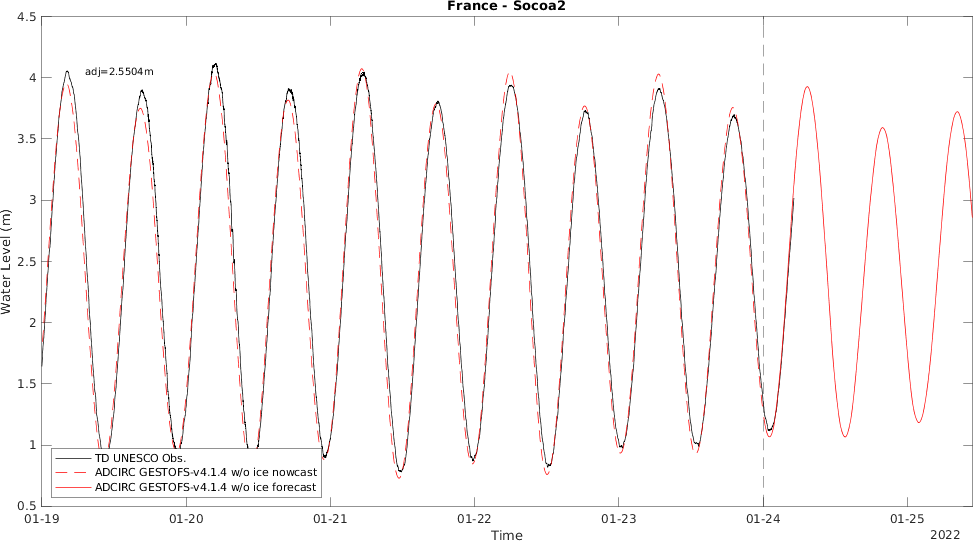 France - Socoa2
4.5
adj=2.5504m
4
3.5
3
2.5
2
1.5
1
0.5
Water Level (m)
TD UNESCO Obs.
ADCIRC GESTOFS-v4.1.4 w/o ice nowcast
ADCIRC GESTOFS-v4.1.4 w/o ice forecast
01-19 01-20 01-21 01-22 01-23 01-24 01-25
Time
2022